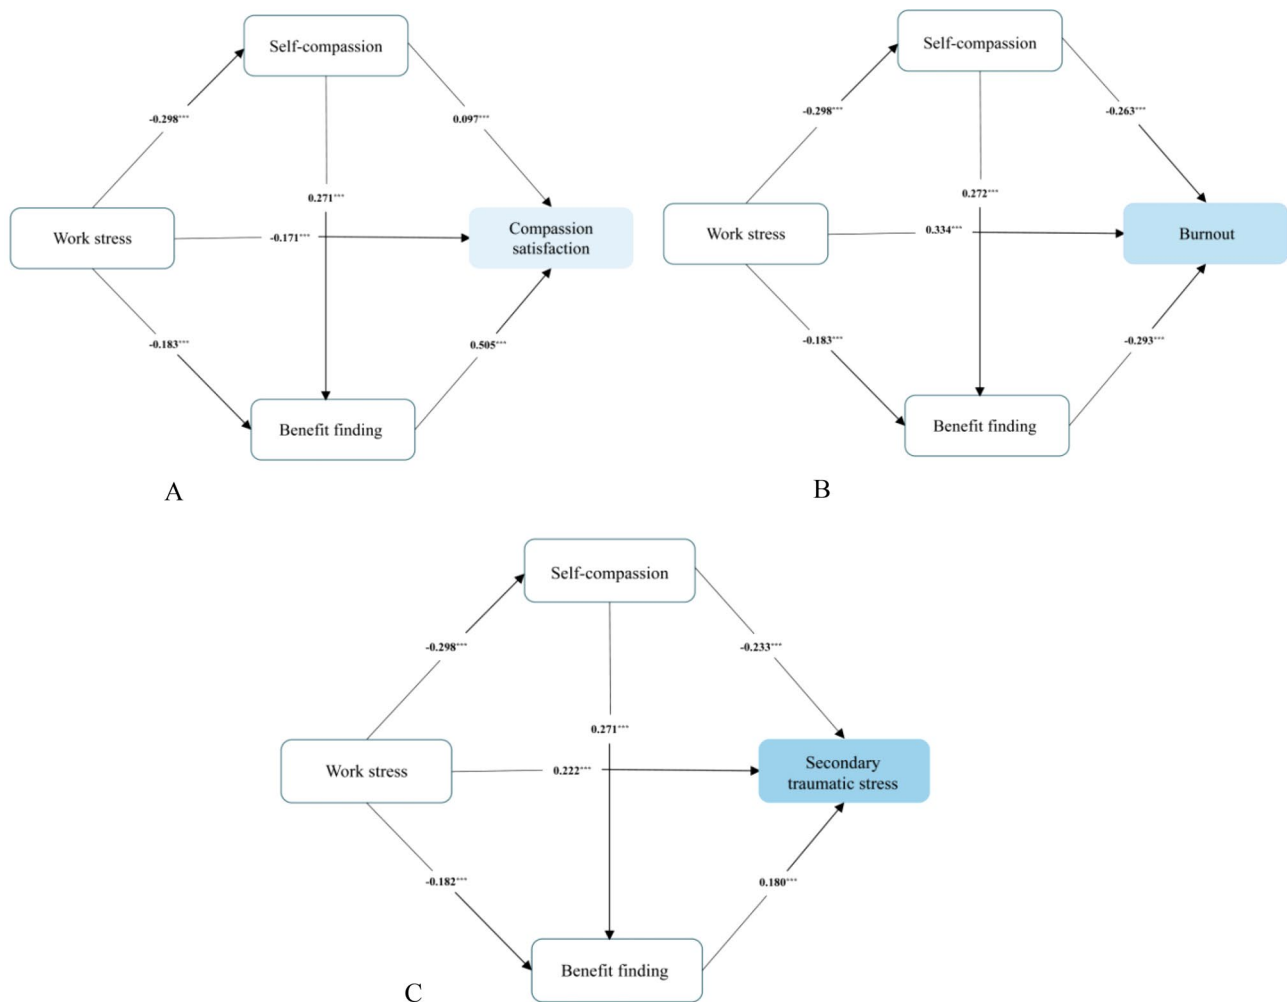 Self-compassion
-0.298***
0.097***
0.271***
Work stress
-0.171***
Compassion
satisfaction
-0.183***
0.505***
Benefit finding
A
Self-compassion
-0.298***
-0.263***
0.272***
Work stress
0.334***
Burnout
-0.183***
-0.293***
Benefit finding
B
Self-compassion
-0.298***
-0.233***
0.271***
Work stress
0.222***
Secondary
traumatic stress
-0.182***
0.180***
Benefit finding
C